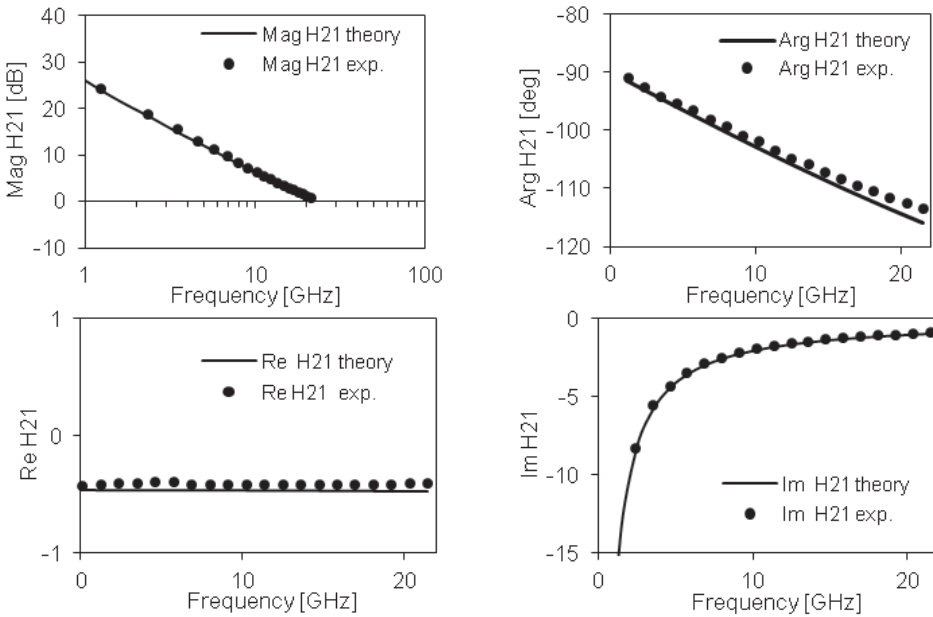 40
30
20
10
0
-10
Mag H21 [dB]
Mag H21 theory
Mag H21 exp.
1
10
100
Frequency [GHz]
-80
-90
-100
-110
-120
Arg H21 [deg]
Arg H21 theory
Arg H21 exp.
0
10
20
Frequency [GHz]
1
0
-1
Re H21
Re H21 theory
Re H21 exp.
0
10
20
Frequency [GHz]
0
-5
-10
-15
Im H21
Im H21 theory
Im H21 exp.
0
10
20
Frequency [GHz]